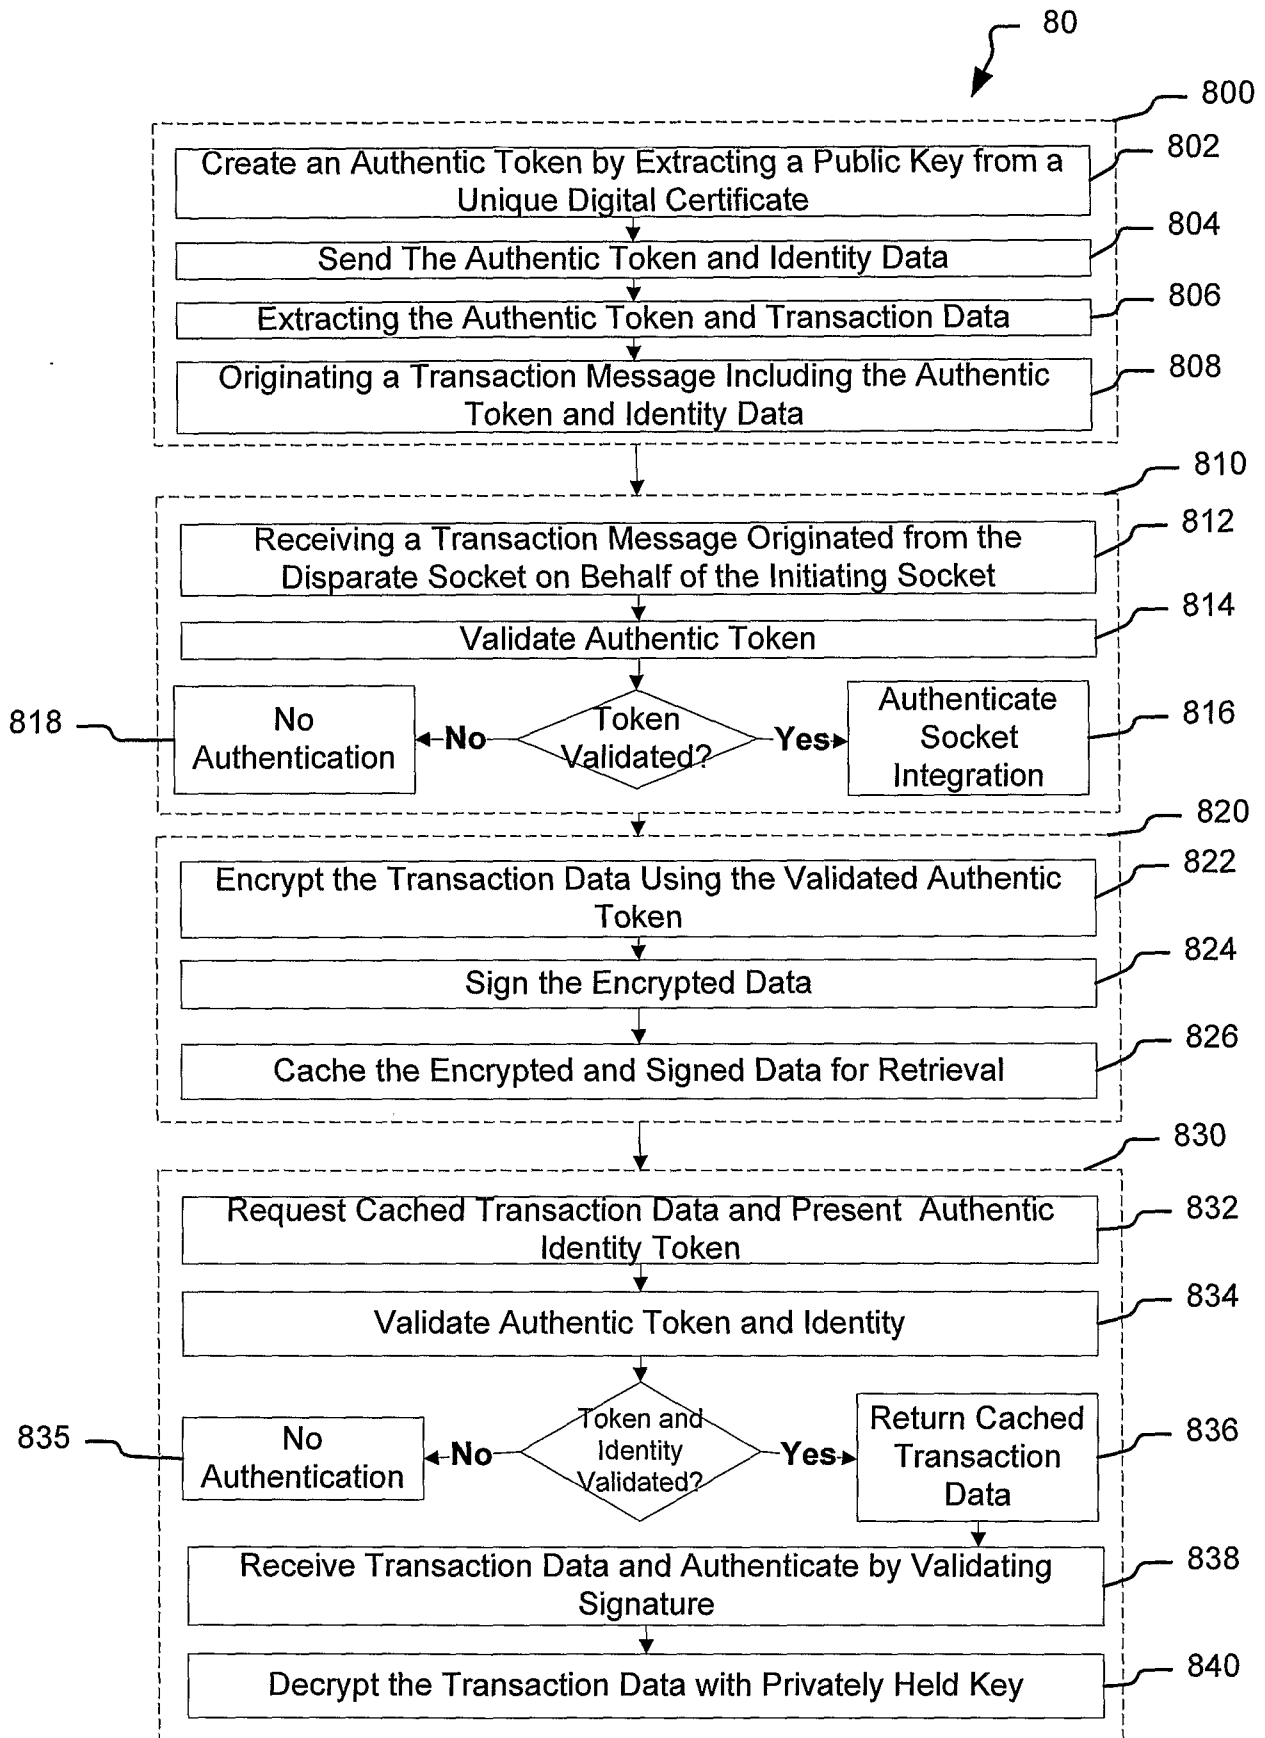 80
800
Create an Authentic Token by Extracting a Public Key from a
Unique Digital Certificate
802
Send The Authentic Token and Identity Data
804
Extracting the Authentic Token and Transaction Data
806
Originating a Transaction Message Including the Authentic
Token and Identity Data
808
810
Receiving a Transaction Message Originated from the
Disparate Socket on Behalf of the Initiating Socket
812
Validate Authentic Token
814
818
No
Authentication
No
Token
Validated?
Yes
Authenticate
Socket
Integration
816
820
Encrypt the Transaction Data Using the Validated Authentic
Token
822
Sign the Encrypted Data
824
Cache the Encrypted and Signed Data for Retrieval
826
830
Request Cached Transaction Data and Present Authentic
Identity Token
832
Validate Authentic Token and Identity
834
835
No
Authentication
No
Token and
Identity
Validated?
Yes
Return Cached
Transaction
Data
836
Receive Transaction Data and Authenticate by Validating
Signature
838
Decrypt the Transaction Data with Privately Held Key
840